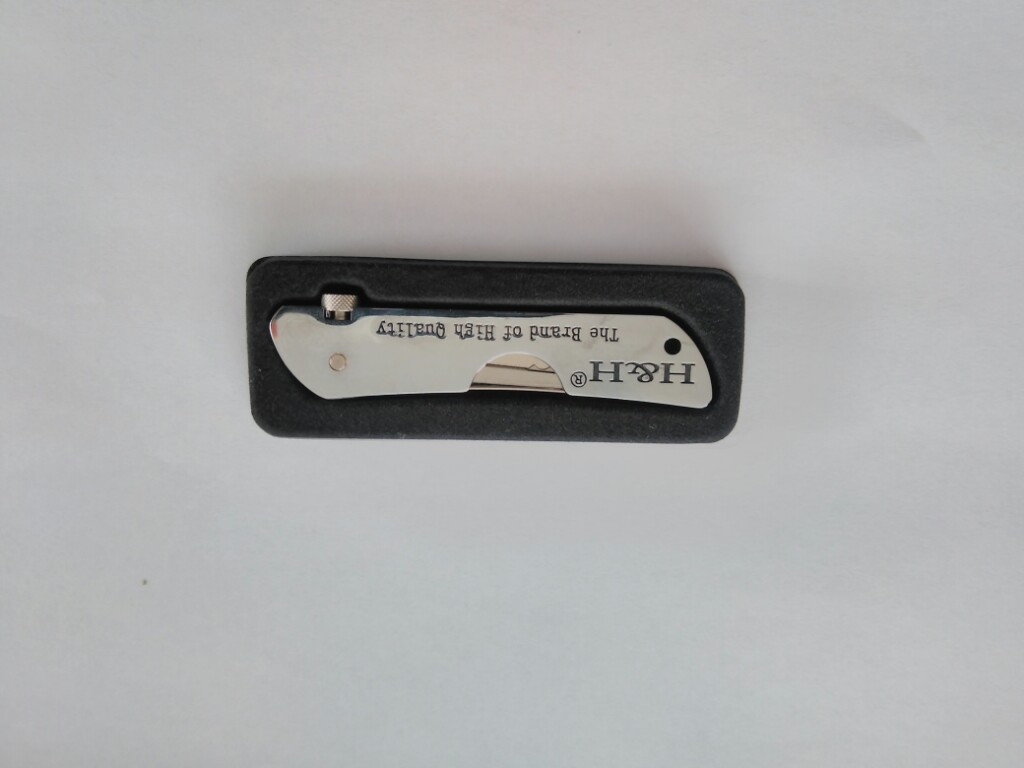 H&H®
The Brand of High Quality